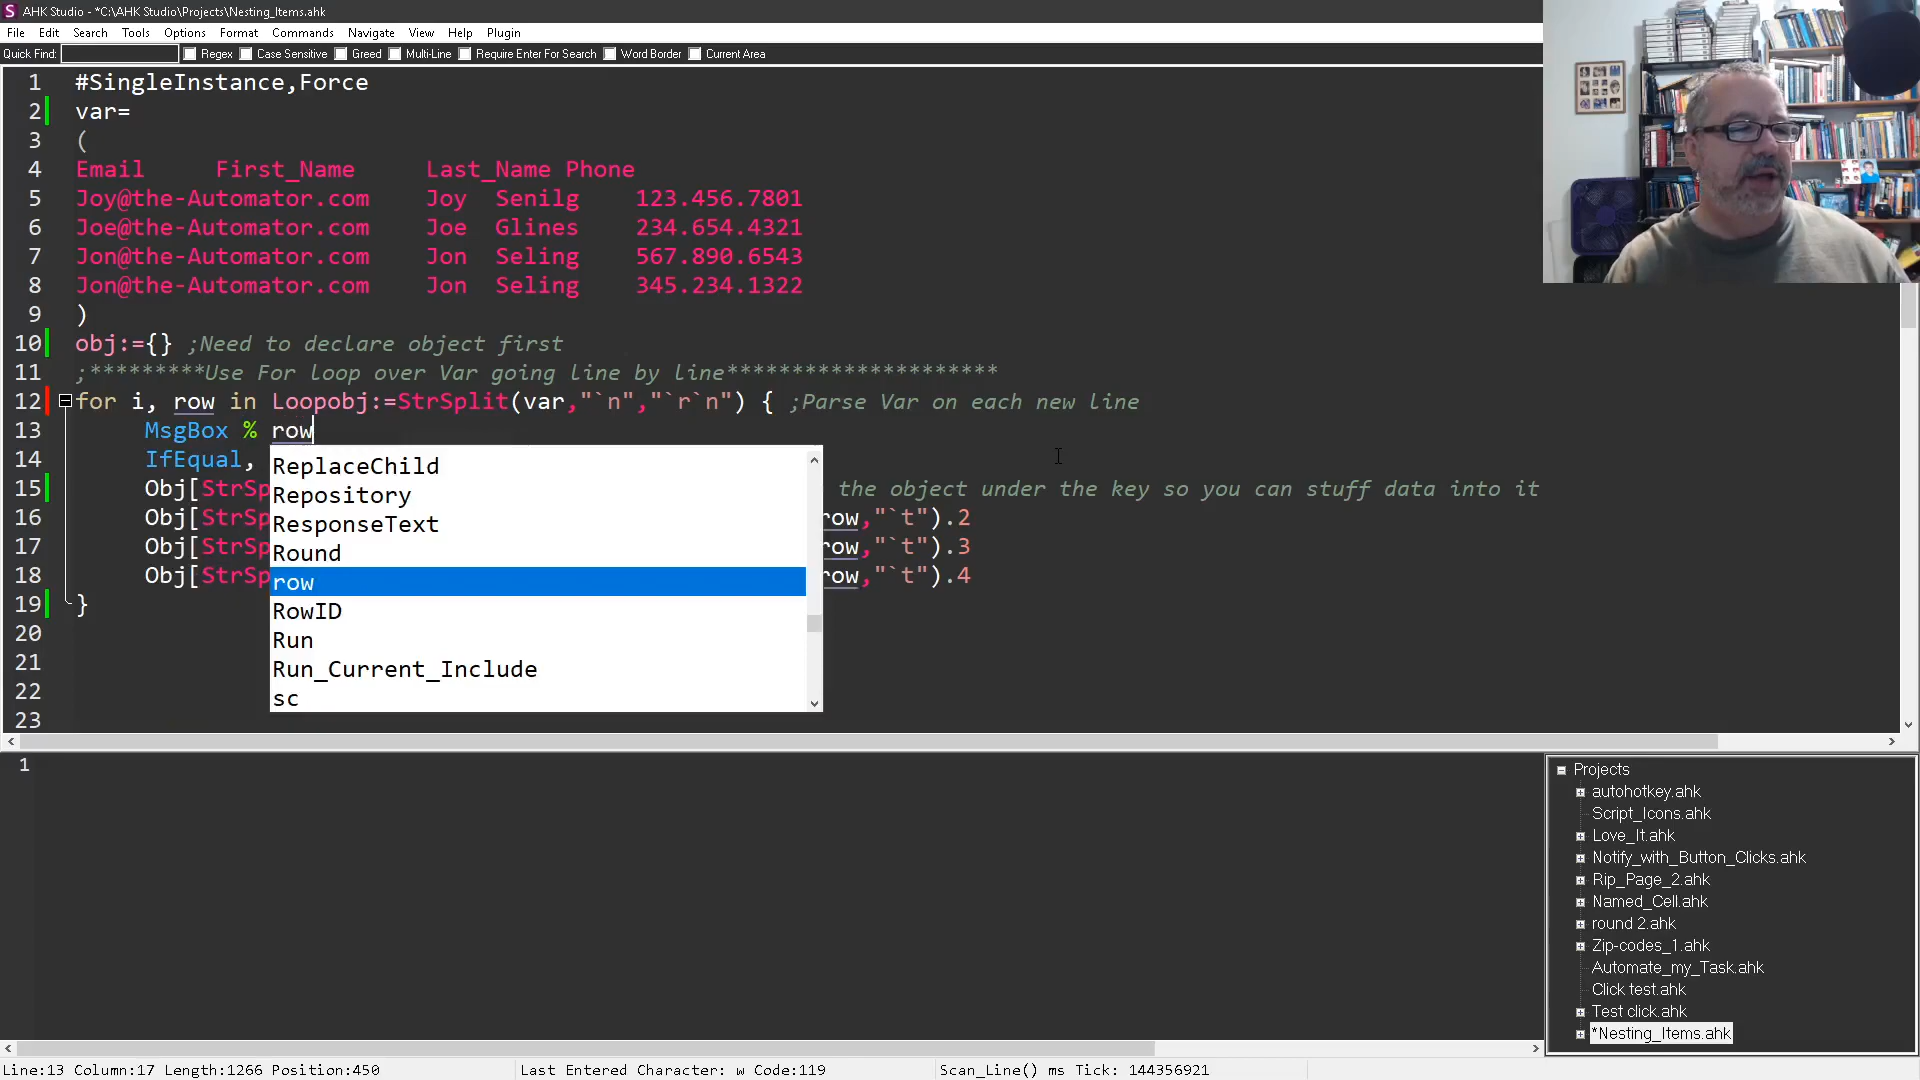 AHK Studio - *C:\AHK Studio\Projects\Nesting_Items.ahk
File Edit Search Tools Options Format Commands Navigate View Help Plugin
Quick Find: Regex Case Sensitive Greed Multi-Line Require Enter For Search Word Border Current Area
1 #SingleInstance,Force
2 var=
3 (
4 Email First_Name Last_Name Phone
5 Joy@the-Automator.com Joy Senilg 123.456.7801
6 Joe@the-Automator.com Joe Glines 234.654.4321
7 Jon@the-Automator.com Jon Seling 567.890.6543
8 Jon@the-Automator.com Jon Seling 345.234.1322
9 )
10 obj:={} ;Need to declare object first
11 ;*********Use For loop over Var going line by line*********************
12 for i, row in Loopobj:=StrSplit(var,"`n","`r`n") { ;Parse Var on each new line
13 MsgBox % row
14 IfEqual,
15 Obj[StrSp the object under the key so you can stuff data into it
16 Obj[StrSp row,"`t").2
17 Obj[StrSp row,"`t").3
18 Obj[StrSp row,"`t").4
19 }
20
21
22
23
ReplaceChild
Repository
ResponseText
Round
row
RowID
Run
Run_Current_Include
sc
1
Projects
autohotkey.ahk
Script_Icons.ahk
Love_It.ahk
Notify_with_Button_Clicks.ahk
Rip_Page_2.ahk
Named_Cell.ahk
round 2.ahk
Zip-codes_1.ahk
Automate_my_Task.ahk
Click test.ahk
Test click.ahk
*Nesting_Items.ahk
Line:13 Column:17 Length:1266 Position:450 Last Entered Character: w Code:119 Scan_Line() ms Tick: 144356921